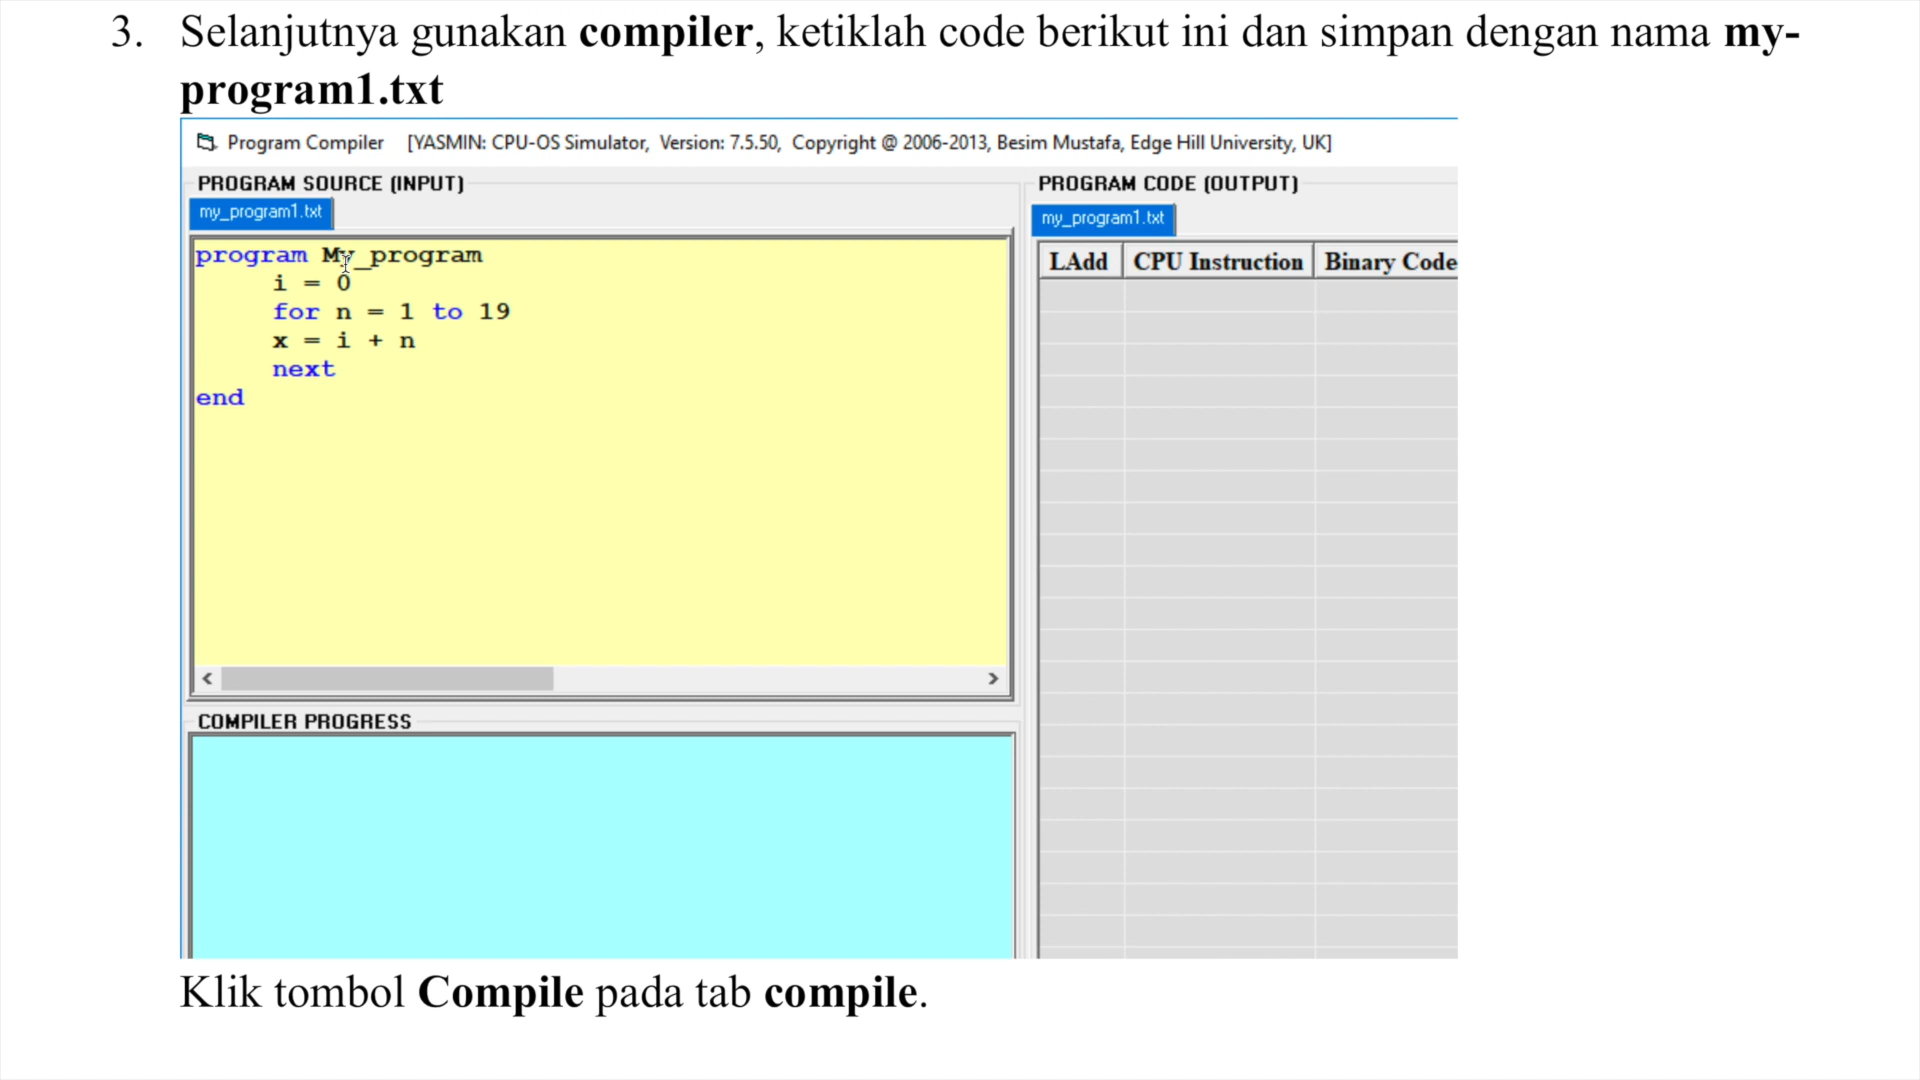 3. Selanjutnya gunakan compiler, ketiklah code berikut ini dan simpan dengan nama my-
program1.txt
Program Compiler [YASMIN: CPU-OS Simulator, Version: 7.5.50, Copyright @ 2006-2013, Besim Mustafa, Edge Hill University, UK]
PROGRAM SOURCE (INPUT)
my_program1.txt
program My_program
i = 0
for n = 1 to 19
x = i + n
next
end
COMPILER PROGRESS
PROGRAM CODE (OUTPUT)
my_program1.txt
LAdd CPU Instruction Binary Code
Klik tombol Compile pada tab compile.